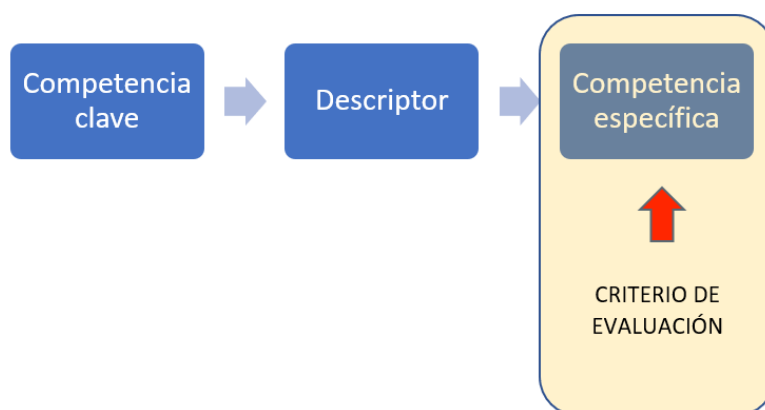 Competencia
clave
Descriptor
Competencia
específica
CRITERIO DE
EVALUACIÓN